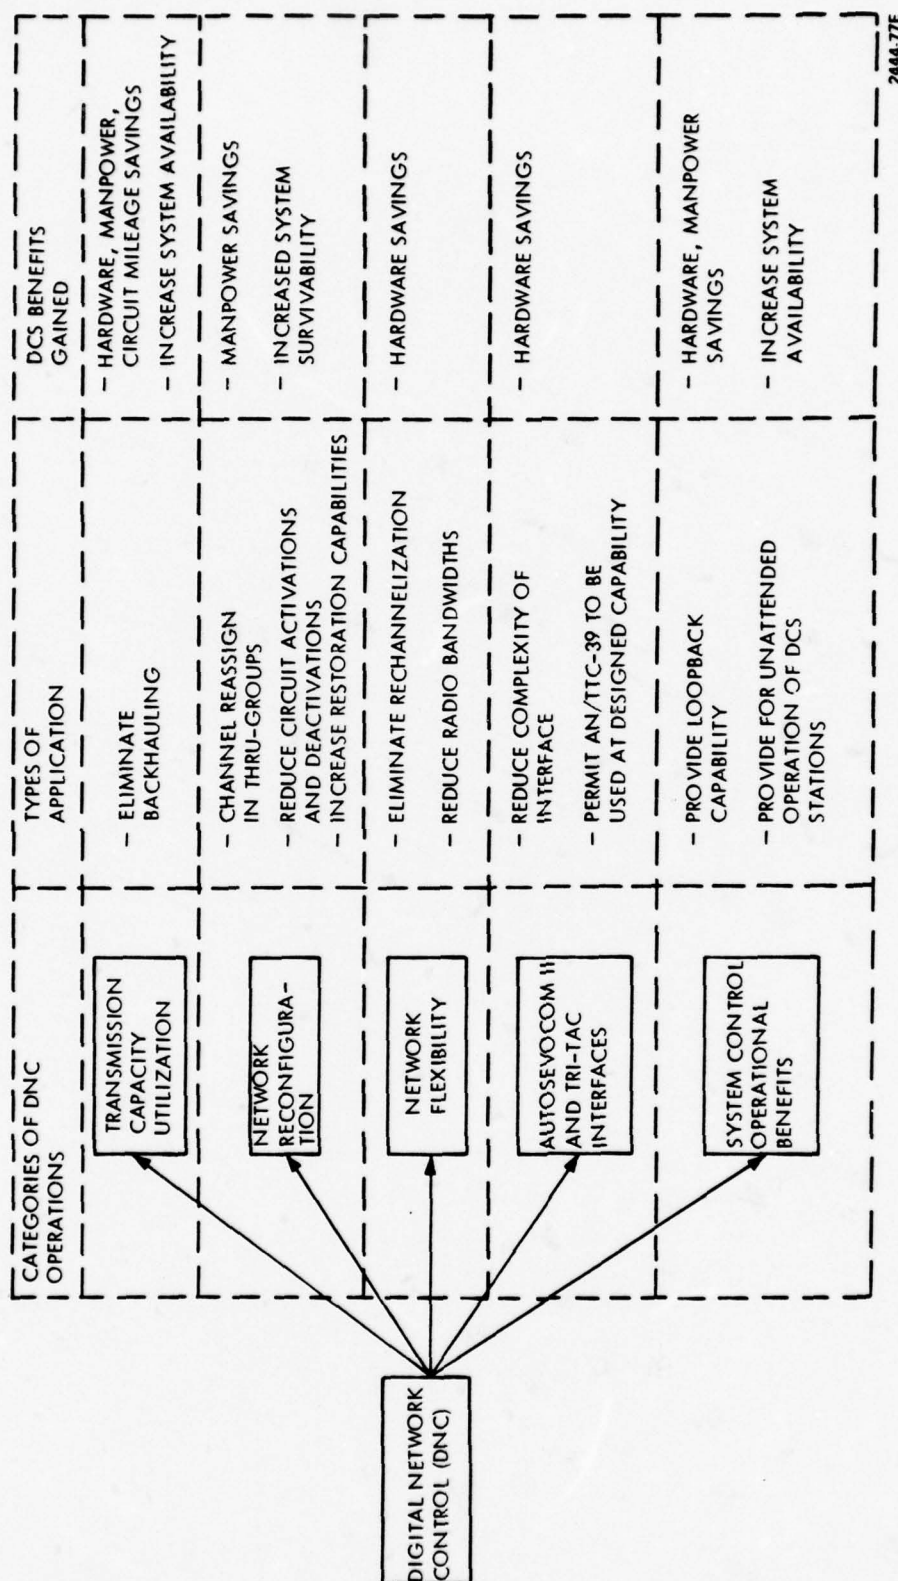 CATEGORIES OF DNC
OPERATIONS
TYPES OF
APPLICATION
DCS BENEFITS
GAINED
DIGITAL NETWORK
CONTROL (DNC)
TRANSMISSION
CAPACITY
UTILIZATION
- ELIMINATE
BACKHAULING
- HARDWARE, MANPOWER,
CIRCUIT MILEAGE SAVINGS
- INCREASE SYSTEM AVAILABILITY
NETWORK
RECONFIGURA-
TION
- CHANNEL REASSIGN
IN THRU-GROUPS
- REDUCE CIRCUIT ACTIVATIONS
AND DEACTIVATIONS
- INCREASE RESTORATION CAPABILITIES
- MANPOWER SAVINGS
- INCREASED SYSTEM
SURVIVABILITY
NETWORK
FLEXIBILITY
- ELIMINATE RECHANNELIZATION
- REDUCE RADIO BANDWIDTHS
- HARDWARE SAVINGS
AUTOSEVOCOM II
AND TRI-TAC
INTERFACES
- REDUCE COMPLEXITY OF
INTERFACE
- PERMIT AN/TTC-39 TO BE
USED AT DESIGNED CAPABILITY
- HARDWARE SAVINGS
SYSTEM CONTROL
OPERATIONAL
BENEFITS
- PROVIDE LOOPBACK
CAPABILITY
- PROVIDE FOR UNATTENDED
OPERATION OF DCS
STATIONS
- HARDWARE, MANPOWER
SAVINGS
- INCREASE SYSTEM
AVAILABILITY
2444-77E